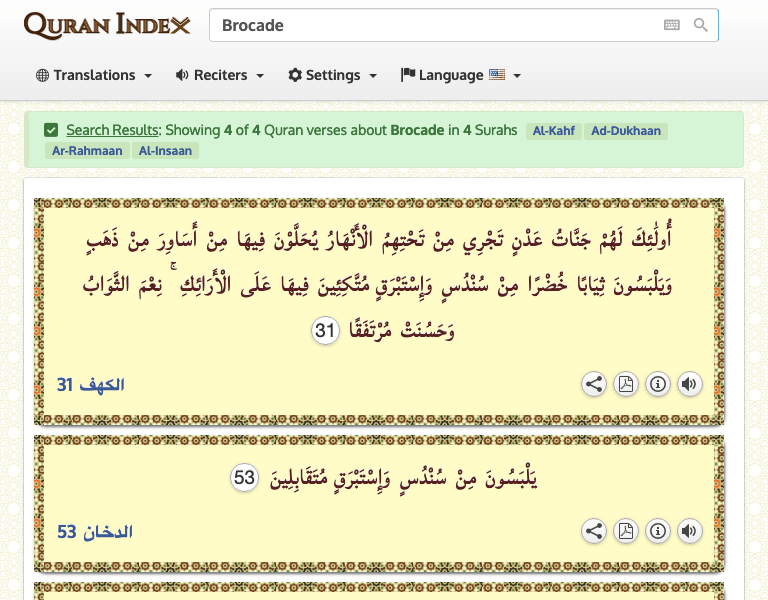 QURAN INDEX
Brocade
Translations Reciters Settings Language
Search Results: Showing 4 of 4 Quran verses about Brocade in 4 Surahs Al-Kahf Ad-Dukhaan
Ar-Rahmaan Al-Insaan
أُولَٰئِكَ لَهُمْ جَنَّاتُ عَدْنٍ تَجْرِي مِنْ تَحْتِهِمُ الْأَنْهَارُ يُحَلَّوْنَ فِيهَا مِنْ أَسَاوِرَ مِنْ ذَهَبٍ
وَيَلْبَسُونَ ثِيَابًا خُضْرًا مِنْ سُنْدُسٍ وَإِسْتَبْرَقٍ مُتَّكِئِينَ فِيهَا عَلَى الْأَرَائِكِ ۚ نِعْمَ الثَّوَابُ
وَحَسُنَتْ مُرْتَفَقًا 31
الكهف 31
يَلْبَسُونَ مِنْ سُنْدُسٍ وَإِسْتَبْرَقٍ مُتَقَابِلِينَ 53
الدخان 53